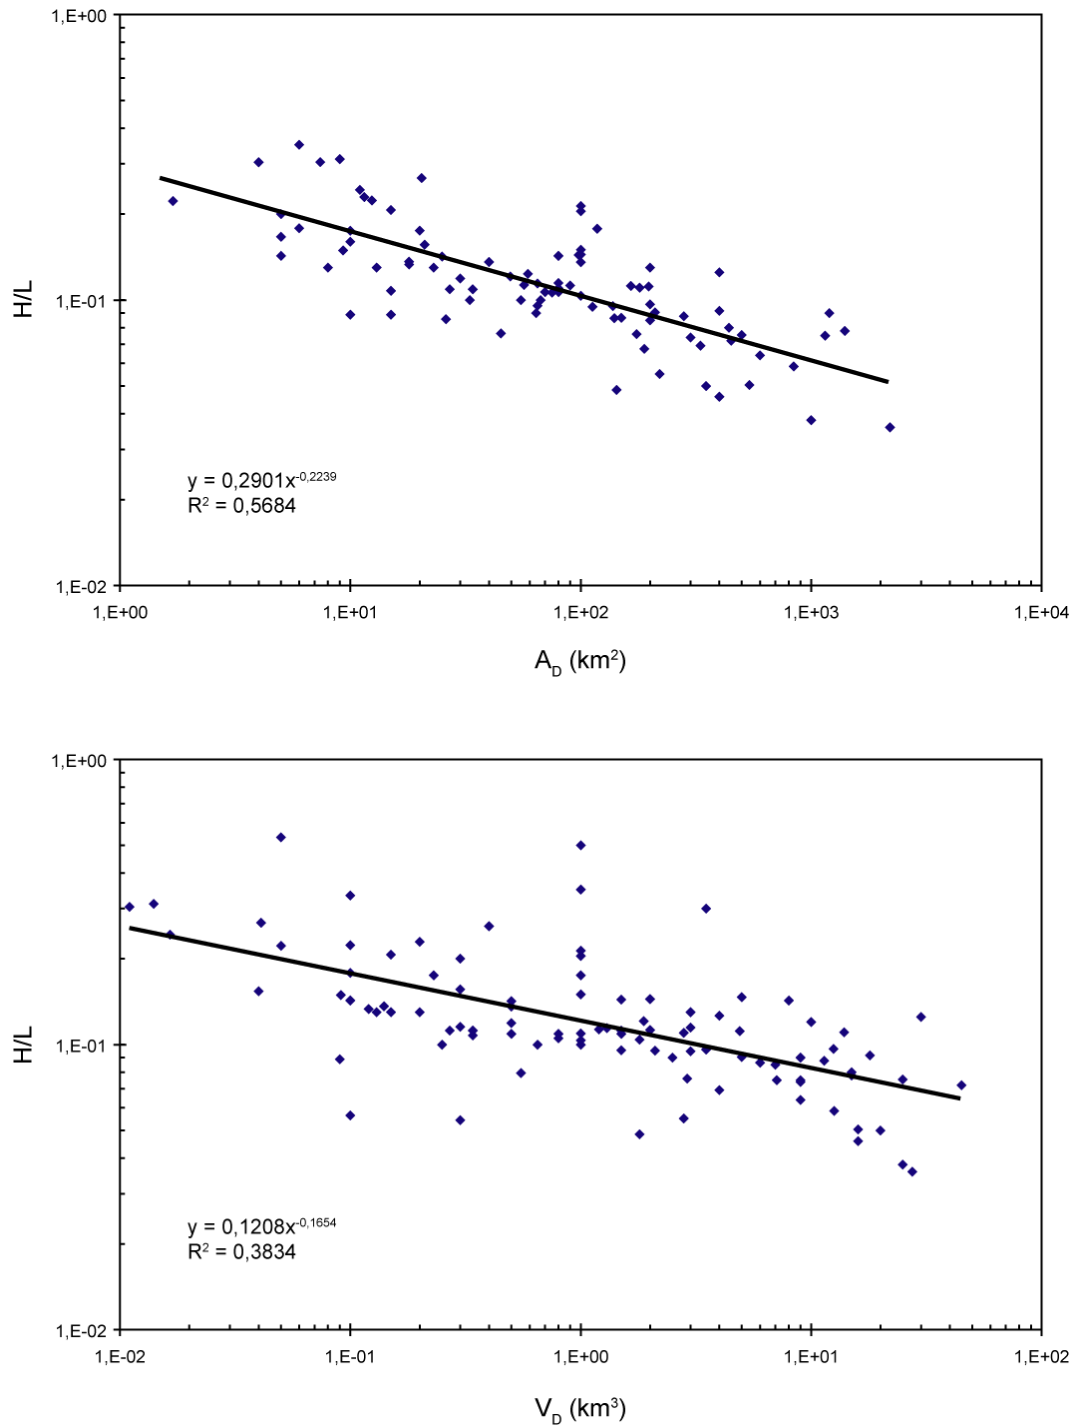 1,E+00
H/L
1,E-01
y = 0,2901x^-0,2239
R² = 0,5684
1,E-02
1,E+00 1,E+01 1,E+02 1,E+03 1,E+04
A_D (km²)
1,E+00
H/L
1,E-01
y = 0,1208x^-0,1654
R² = 0,3834
1,E-02
1,E-02 1,E-01 1,E+00 1,E+01 1,E+02
V_D (km³)